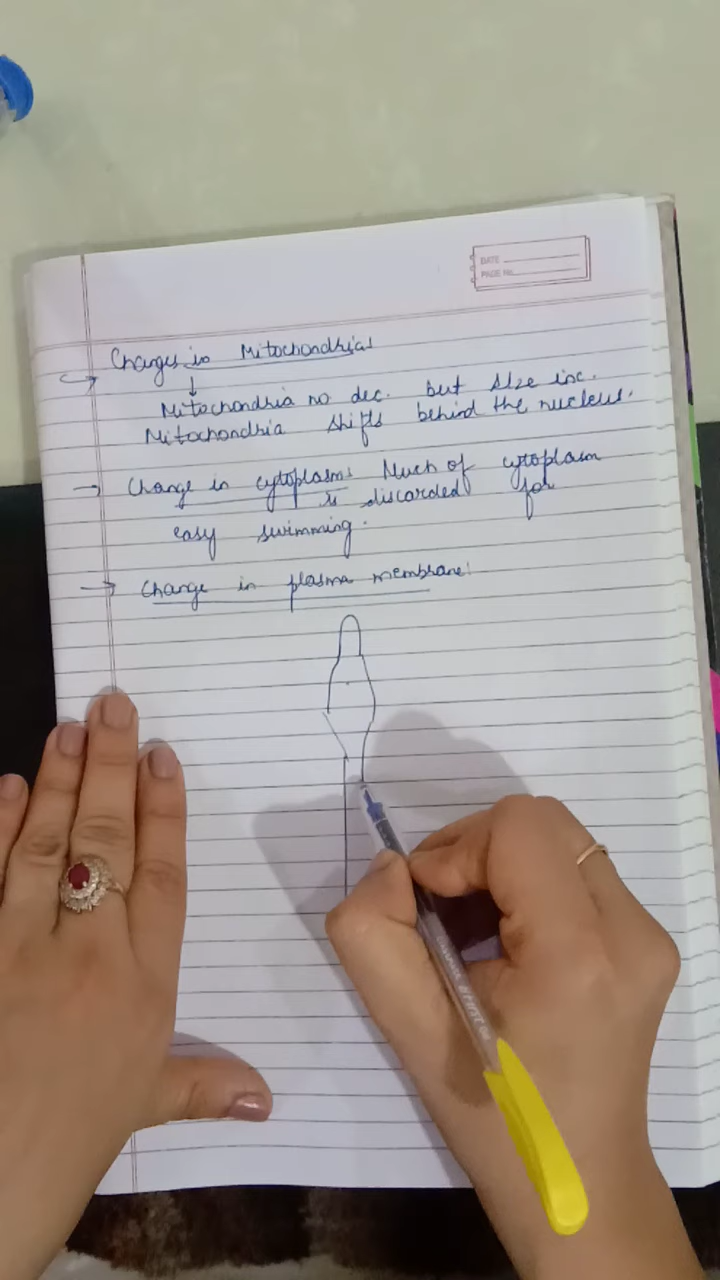 DATE
PAGE No.
Changes in Mitochondrias
Mitochondria no dec. but size inc.
Mitochondria shifts behind the nucleus.
Change in cytoplasm: Much of cytoplasm
is discarded for
easy swimming.
Change in plasma membrane: